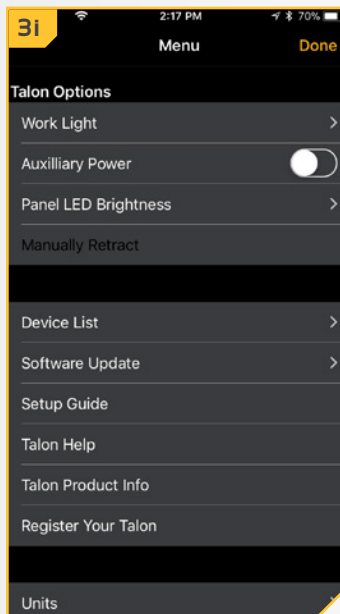 3i
2:17 PM
70%
Menu
Done
Talon Options
Work Light
Auxilliary Power
Panel LED Brightness
Manually Retract
Device List
Software Update
Setup Guide
Talon Help
Talon Product Info
Register Your Talon
Units